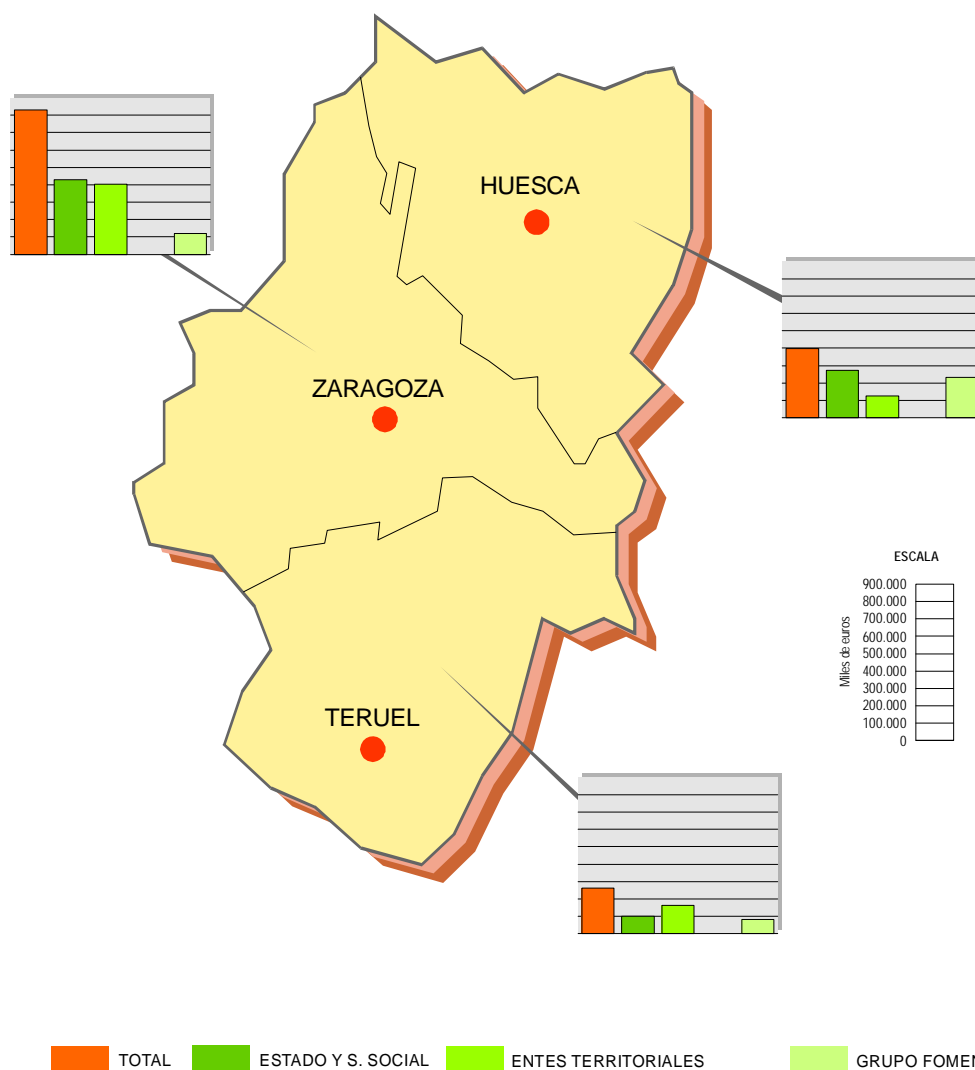 HUESCA
ZARAGOZA
TERUEL
ESCALA
Miles de euros
900.000
800.000
700.000
600.000
500.000
400.000
300.000
200.000
100.000
0
TOTAL ESTADO Y S. SOCIAL ENTES TERRITORIALES GRUPO FOMEN